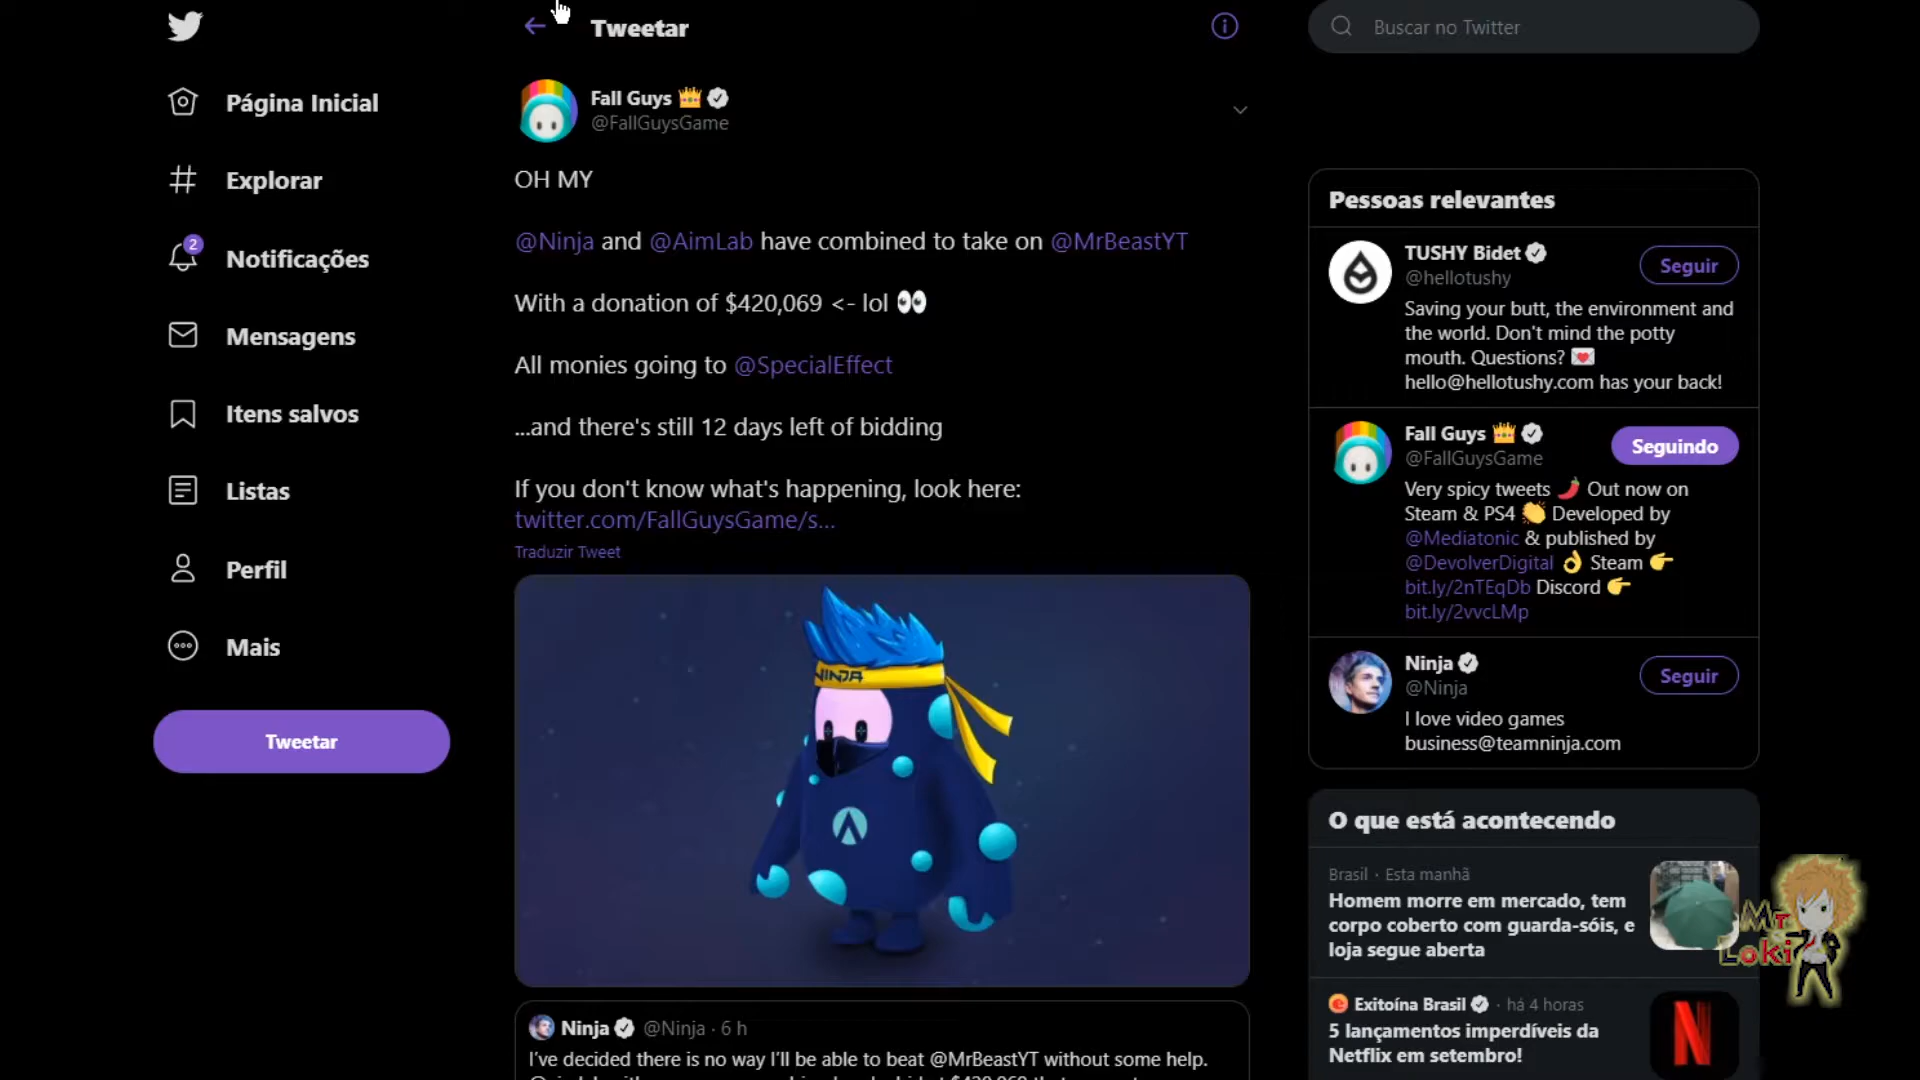 Tweetar
Buscar no Twitter
Página Inicial
Explorar
2
Notificações
Mensagens
Itens salvos
Listas
Perfil
Mais
Tweetar
Fall Guys 👑
@FallGuysGame
OH MY
@Ninja and @AimLab have combined to take on @MrBeastYT
With a donation of $420,069 <- lol 👀
All monies going to @SpecialEffect
...and there's still 12 days left of bidding
If you don't know what's happening, look here:
twitter.com/FallGuysGame/s...
Traduzir Tweet
NINJA
Ninja @Ninja · 6 h
I've decided there is no way I'll be able to beat @MrBeastYT without some help.
Pessoas relevantes
TUSHY Bidet
@hellotushy
Seguir
Saving your butt, the environment and
the world. Don't mind the potty
mouth. Questions? 💌
hello@hellotushy.com has your back!
Fall Guys 👑
@FallGuysGame
Seguindo
Very spicy tweets 🌶️ Out now on
Steam & PS4 👏 Developed by
@Mediatonic & published by
@DevolverDigital 👌 Steam 👉
bit.ly/2nTEqDb Discord 👉
bit.ly/2vvcLMp
Ninja
@Ninja
Seguir
I love video games
business@teamninja.com
O que está acontecendo
Brasil · Esta manhã
Homem morre em mercado, tem
corpo coberto com guarda-sóis, e
loja segue aberta
Exitoína Brasil · há 4 horas
5 lançamentos imperdíveis da
Netflix em setembro!
Mr
Loki